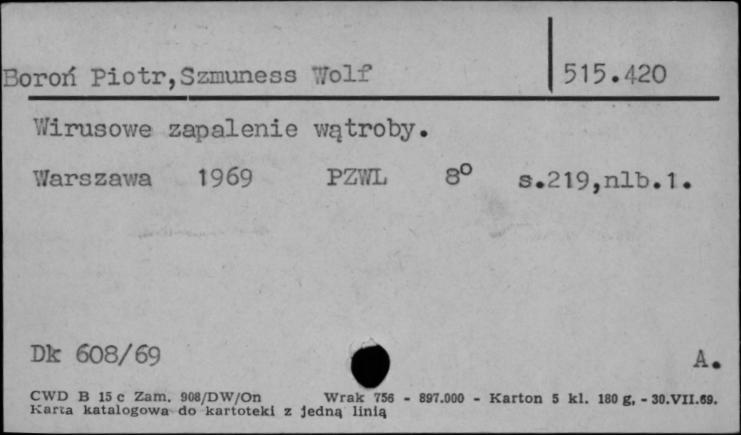 Boroń Piotr,Szmuness Wolf 515.420
Wirusowe zapalenie wątroby.
Warszawa 1969 PZWL 8° s.219,nlb.1.
Dk 608/69 A.
CWD B 15 c Zam. 908/DW/On Wrak 756 - 897.000 - Karton 5 kl. 180 g, - 30.VII.69.
Karta katalogowa do kartoteki z jedną linią